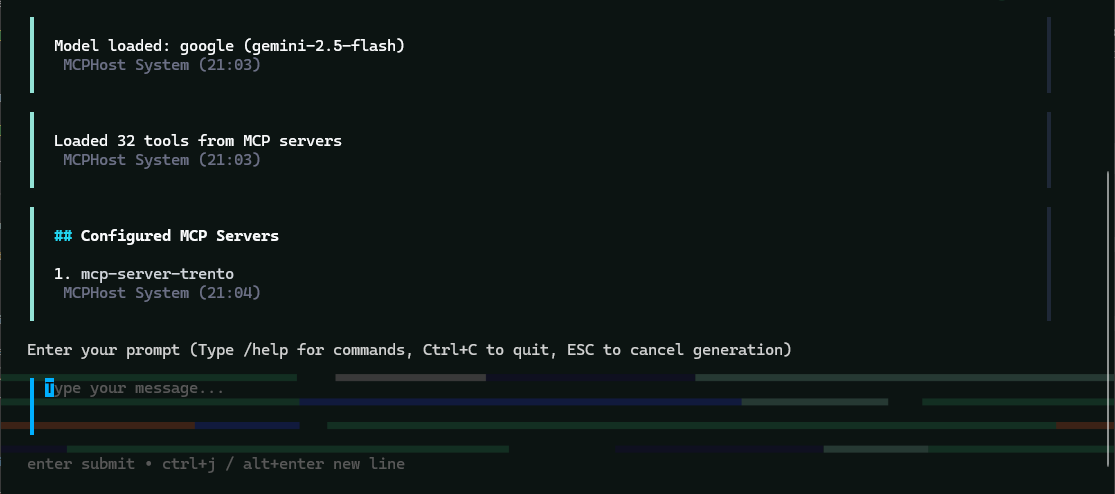 Model loaded: google (gemini-2.5-flash)
MCPHost System (21:03)
Loaded 32 tools from MCP servers
MCPHost System (21:03)
## Configured MCP Servers
1. mcp-server-trento
MCPHost System (21:04)
Enter your prompt (Type /help for commands, Ctrl+C to quit, ESC to cancel generation)
Type your message...
enter submit • ctrl+j / alt+enter new line